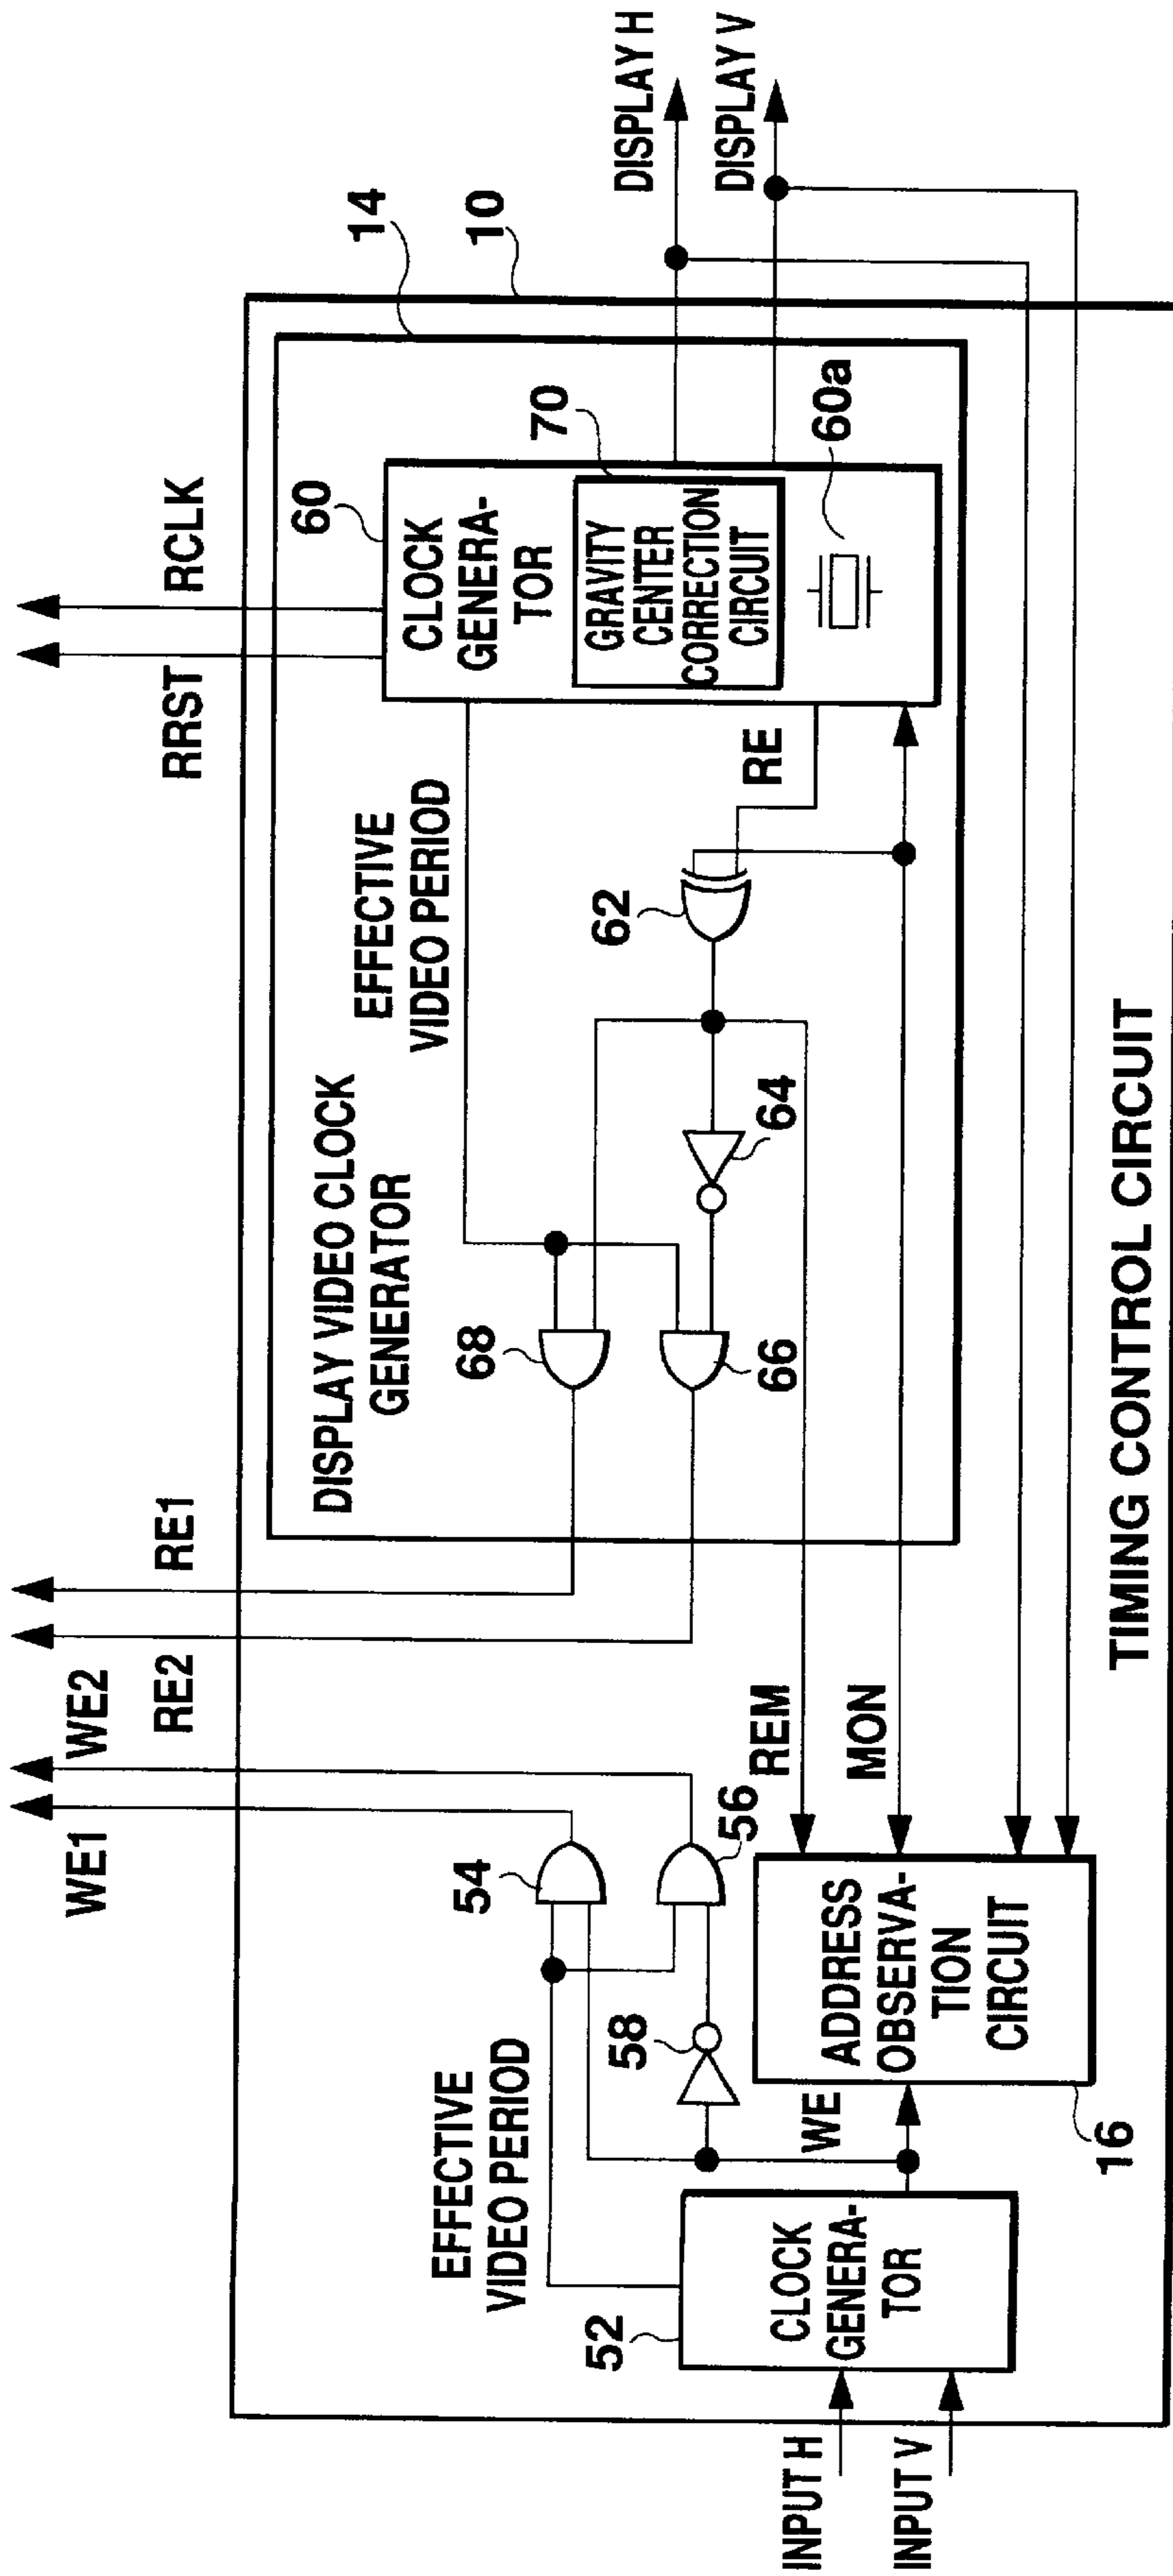 WE1
WE2
RE2
RE1
RRST
RCLK
DISPLAY H
DISPLAY V
14
10
DISPLAY VIDEO CLOCK
GENERATOR
EFFECTIVE
VIDEO PERIOD
60
CLOCK
GENERA-
TOR
70
GRAVITY
CENTER
CORRECTION
CIRCUIT
60a
RE
62
64
68
66
EFFECTIVE
VIDEO PERIOD
54
56
58
REM
MON
52
CLOCK
GENERA-
TOR
WE
ADDRESS
OBSERVA-
TION
CIRCUIT
16
INPUT H
INPUT V
TIMING CONTROL CIRCUIT